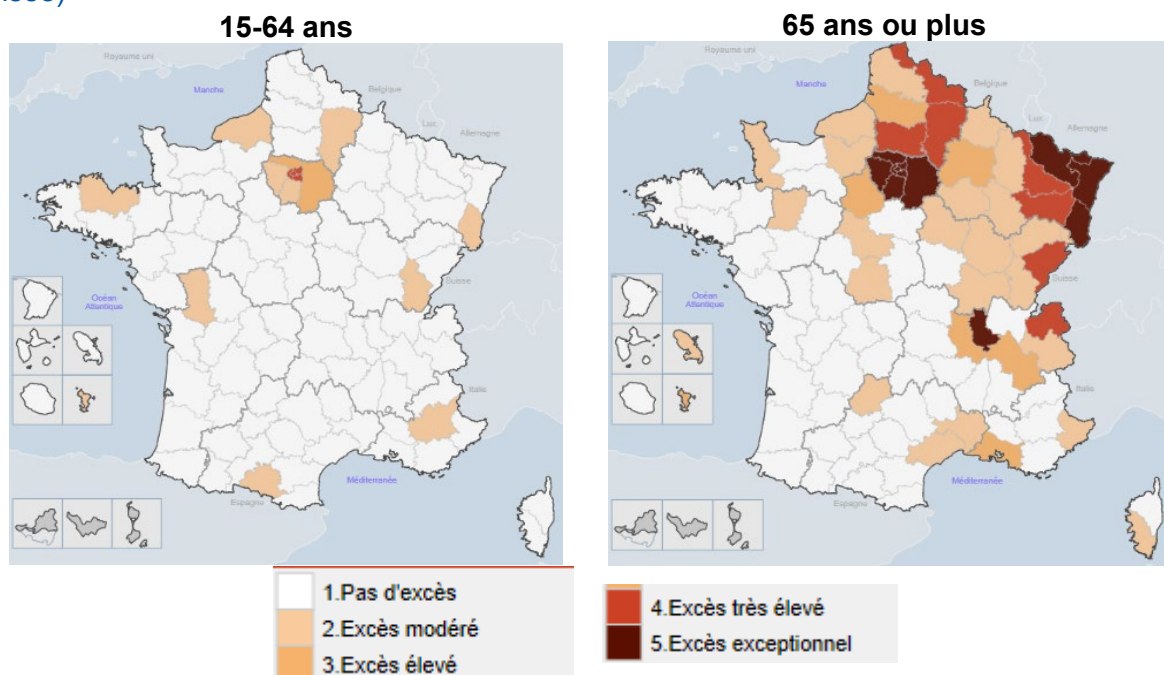 15-64 ans
65 ans ou plus
Royaume uni
Manche
Belgique
Lux.
Allemagne
Suisse
Océan
Atlantique
Italie
Méditerranée
Espagne
Royaume uni
Manche
Belgique
Lux.
Allemagne
Suisse
Océan
Atlantique
Italie
Méditerranée
Espagne
1.Pas d'excès
2.Excès modéré
3.Excès élevé
4.Excès très élevé
5.Excès exceptionnel